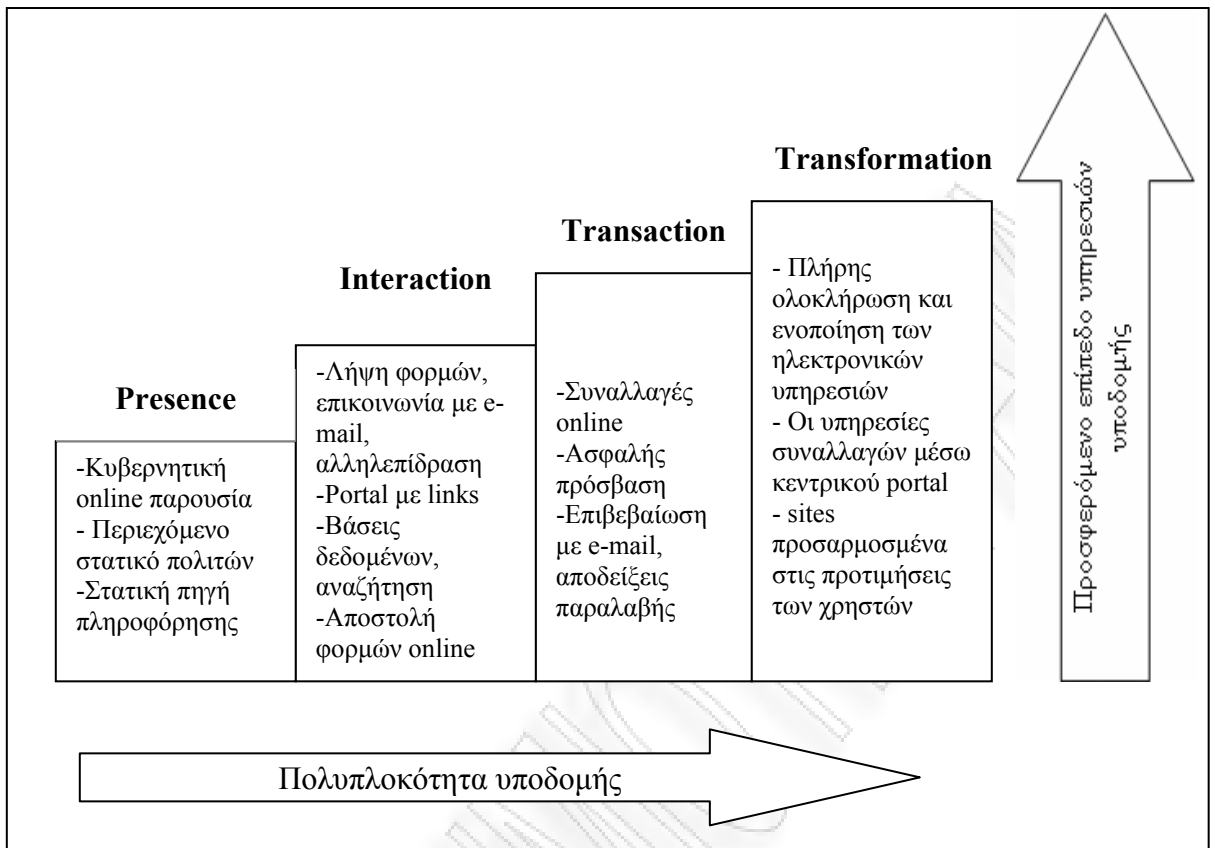 Presence
-Κυβερνητική
online παρουσία
- Περιεχόμενο
στατικό πολιτών
-Στατική πηγή
πληροφόρησης
Interaction
-Λήψη φορμών,
επικοινωνία με e-
mail,
αλληλεπίδραση
-Portal με links
-Βάσεις
δεδομένων,
αναζήτηση
-Αποστολή
φορμών online
Transaction
-Συναλλαγές
online
-Ασφαλής
πρόσβαση
-Επιβεβαίωση
με e-mail,
αποδείξεις
παραλαβής
Transformation
- Πλήρης
ολοκλήρωση και
ενοποίηση των
ηλεκτρονικών
υπηρεσιών
- Οι υπηρεσίες
συναλλαγών μέσω
κεντρικού portal
- sites
προσαρμοσμένα
στις προτιμήσεις
των χρηστών
Προσφερόμενο επίπεδο υπηρεσιών
υποδομής
Πολυπλοκότητα υποδομής